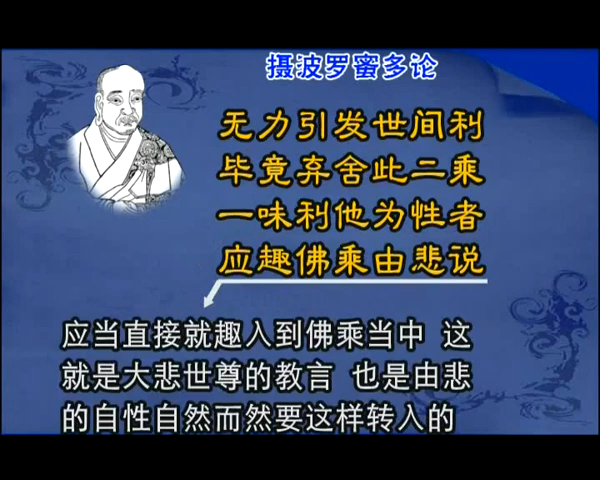 摄波罗蜜多论
无力引发世间利
毕竟弃舍此二乘
一味利他为性者
应趣佛乘由悲说
应当直接就趣入到佛乘当中 这
就是大悲世尊的教言 也是由悲
的自性自然而然要这样转入的